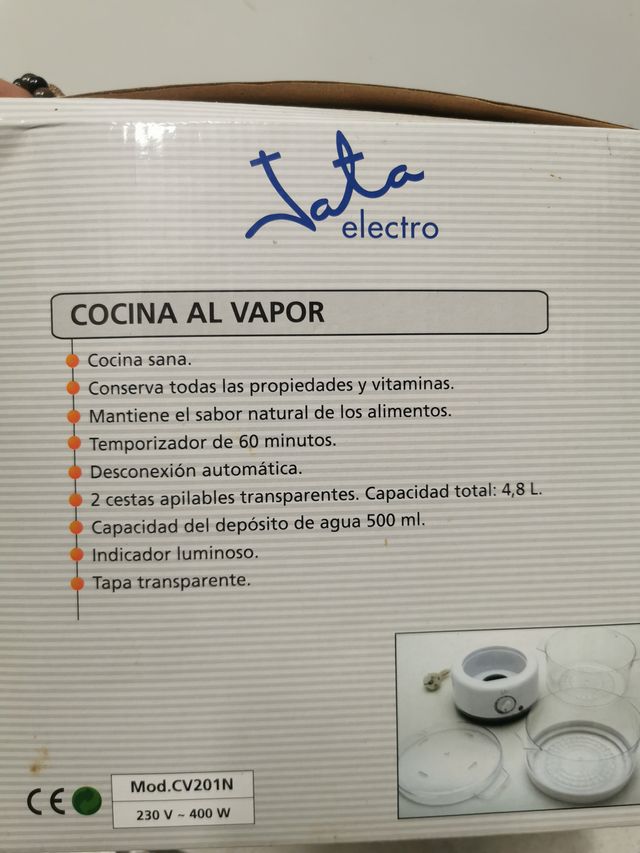 Jata
electro
COCINA AL VAPOR
Cocina sana.
Conserva todas las propiedades y vitaminas.
Mantiene el sabor natural de los alimentos.
Temporizador de 60 minutos.
Desconexión automática.
2 cestas apilables transparentes. Capacidad total: 4,8 L.
Capacidad del depósito de agua 500 ml.
Indicador luminoso.
Tapa transparente.
CE
Mod.CV201N
230 V ~ 400 W